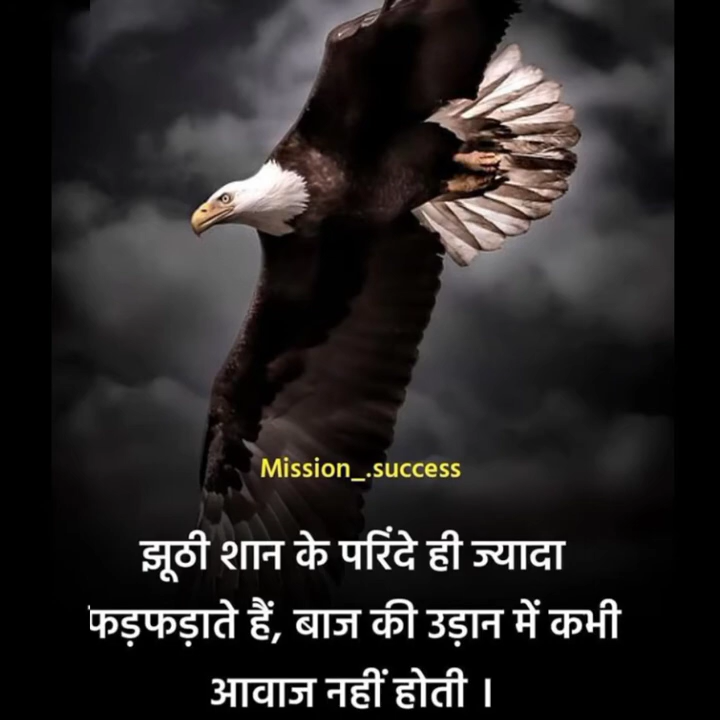 Mission_.success
झूठी शान के परिंदे ही ज्यादा
फड़फड़ाते हैं, बाज की उड़ान में कभी
आवाज नहीं होती ।